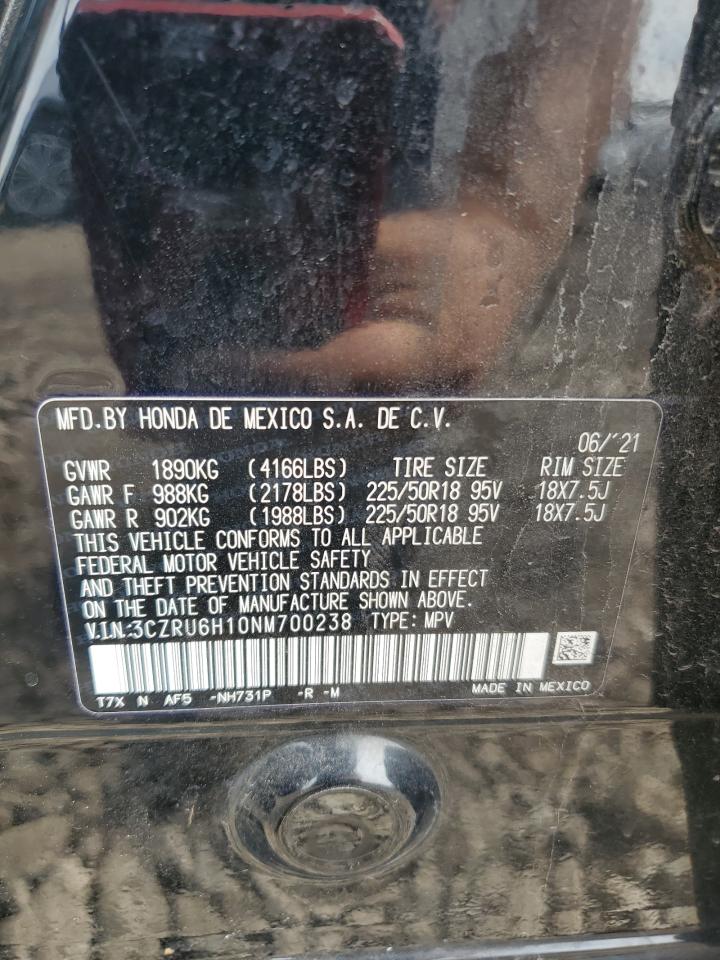 MFD.BY HONDA DE MEXICO S.A. DE C.V.
06/'21
GVWR 1890KG (4166LBS) TIRE SIZE RIM SIZE
GAWR F 988KG (2178LBS) 225/50R18 95V 18X7.5J
GAWR R 902KG (1988LBS) 225/50R18 95V 18X7.5J
THIS VEHICLE CONFORMS TO ALL APPLICABLE
FEDERAL MOTOR VEHICLE SAFETY
AND THEFT PREVENTION STANDARDS IN EFFECT
ON THE DATE OF MANUFACTURE SHOWN ABOVE.
V.I.N:3CZRU6H10NM700238 TYPE: MPV
T7X N AF5 -NH731P -R -M MADE IN MEXICO